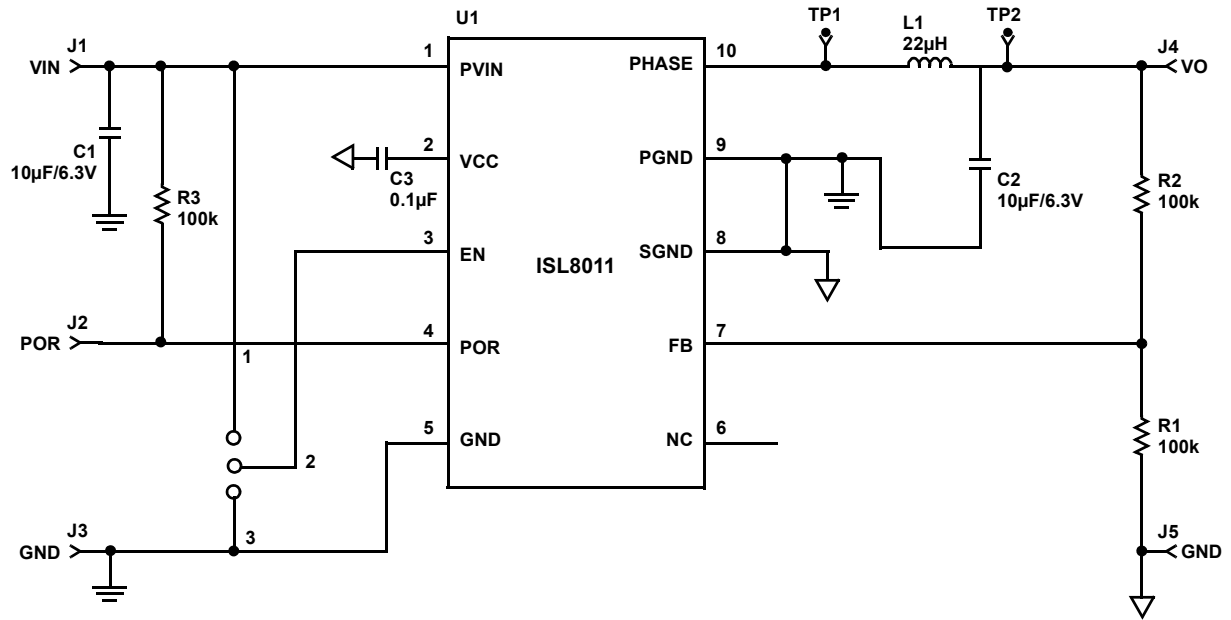 U1
J1
VIN
1
PVIN
C1
10µF/6.3V
R3
100k
2
VCC
C3
0.1µF
3
EN
J2
POR
4
POR
1
5
GND
2
J3
GND
3
ISL8011
PHASE
10
TP1
L1
22µH
TP2
J4
VO
PGND
9
C2
10µF/6.3V
R2
100k
SGND
8
FB
7
NC
6
R1
100k
J5
GND